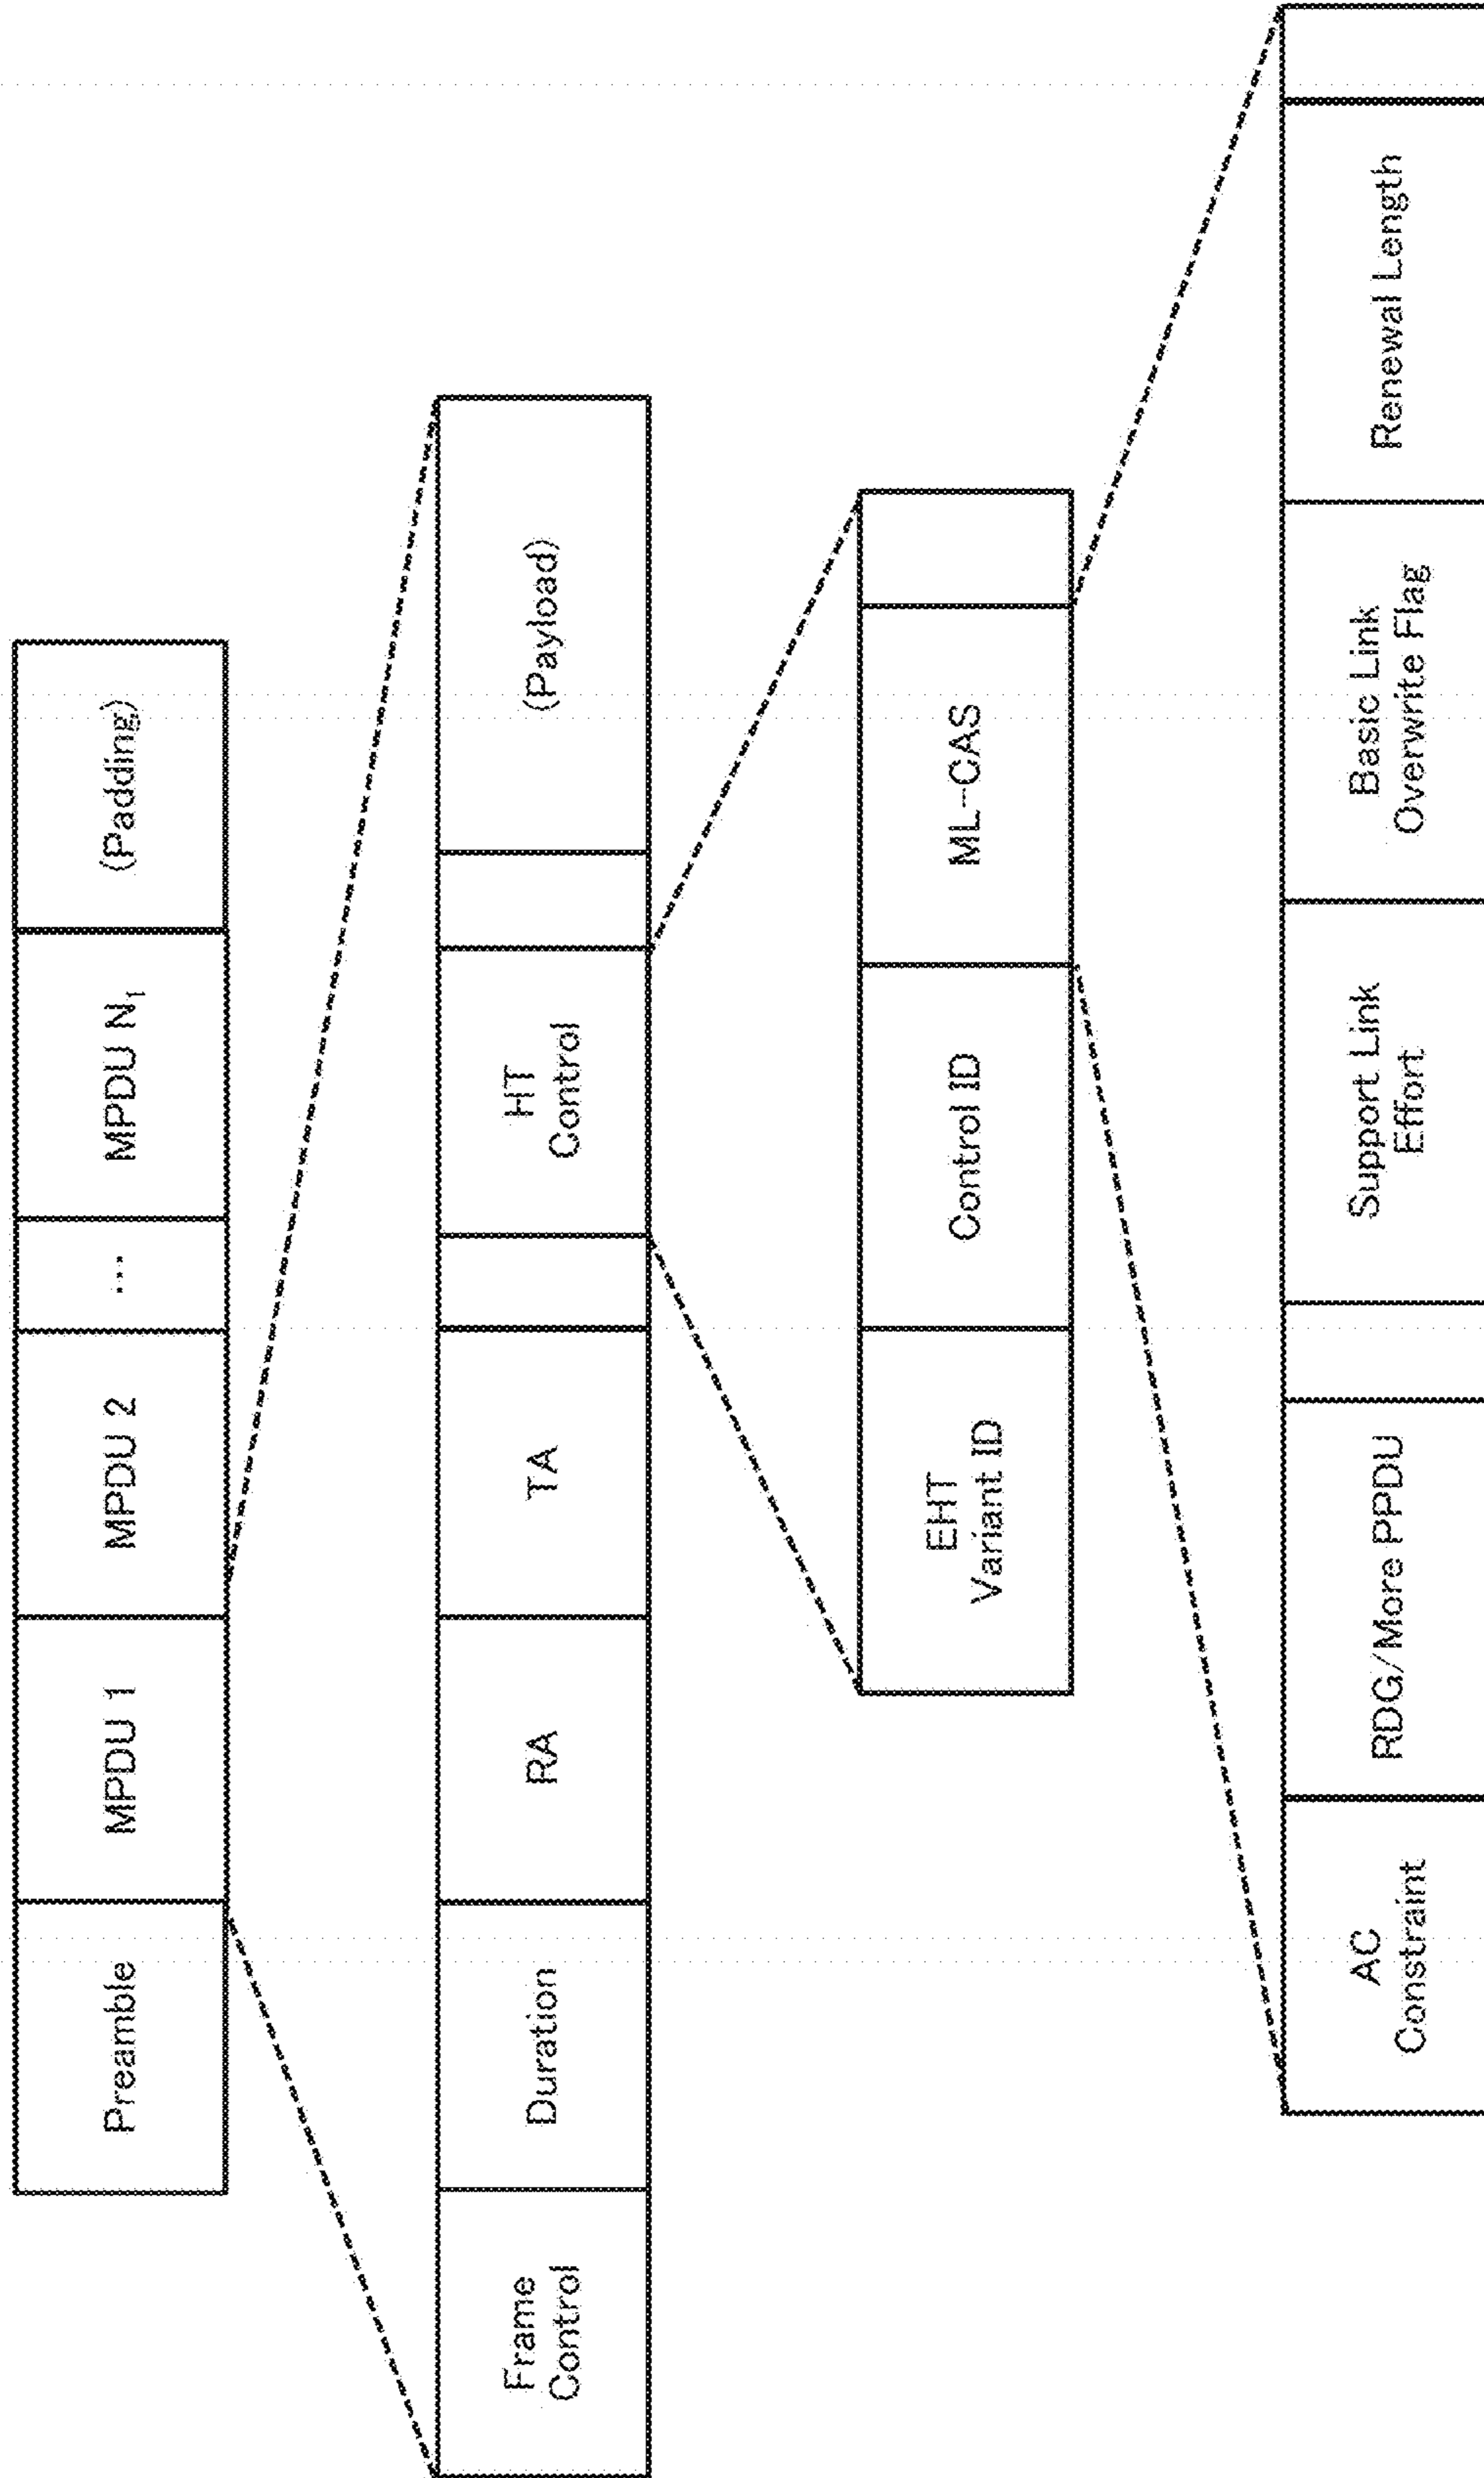 Preamble
MPDU 1
MPDU 2
...
MPDU N1
(Padding)
Frame
Control
Duration
RA
TA
HT
Control
(Payload)
EHT
Variant ID
Control ID
ML-CAS
AC
Constraint
RDG/More PPDU
Support Link
Effort
Basic Link
Overwrite Flag
Renewal Length